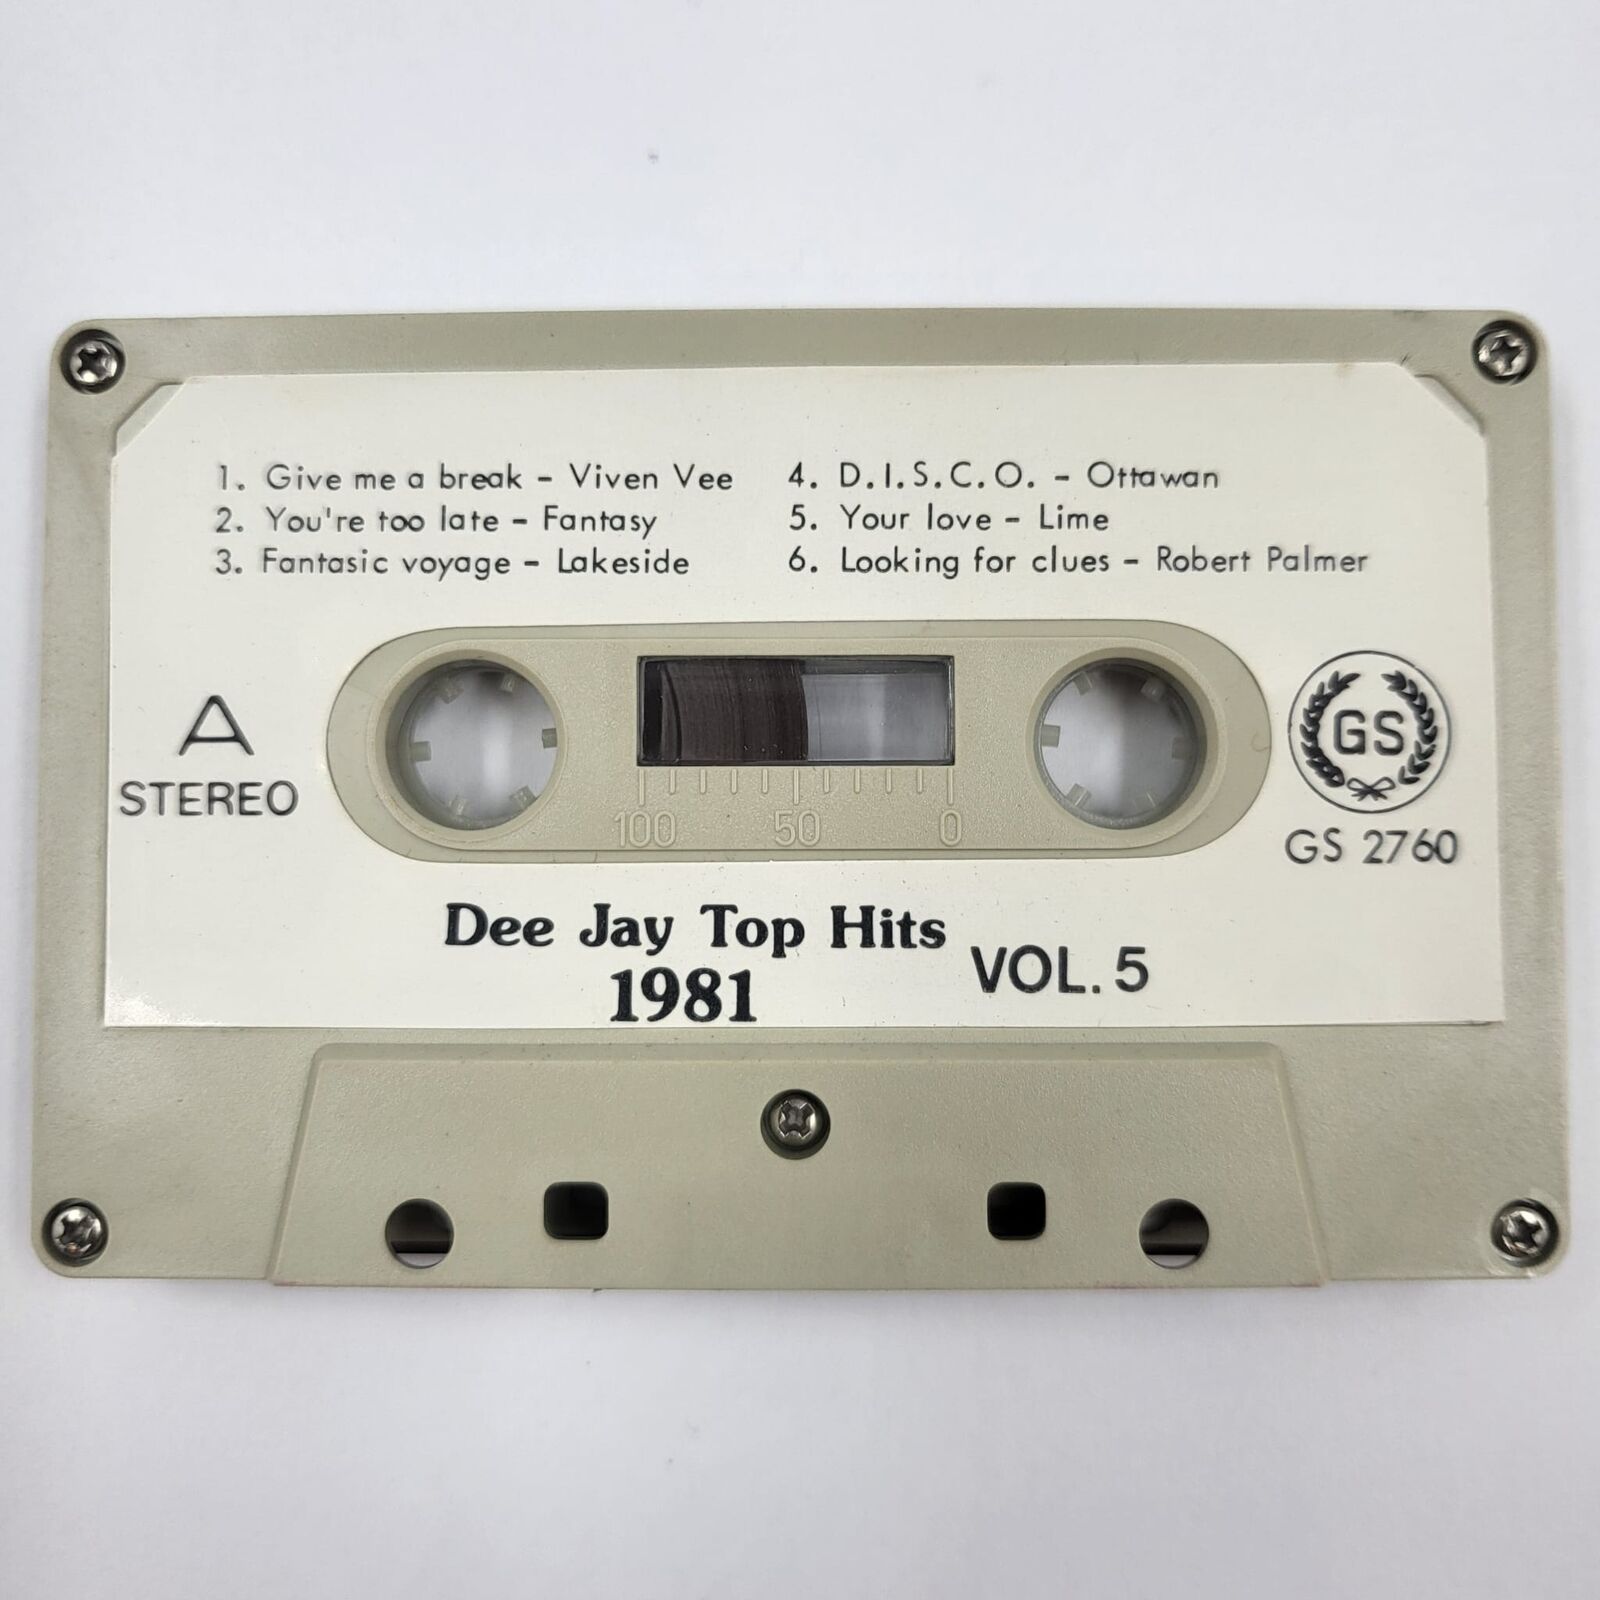 1. Give me a break - Viven Vee
2. You're too late - Fantasy
3. Fantasic voyage - Lakeside
4. D.I.S.C.O. - Ottawan
5. Your love - Lime
6. Looking for clues - Robert Palmer
A
STEREO
100 50 0
GS
GS 2760
Dee Jay Top Hits
1981
VOL. 5